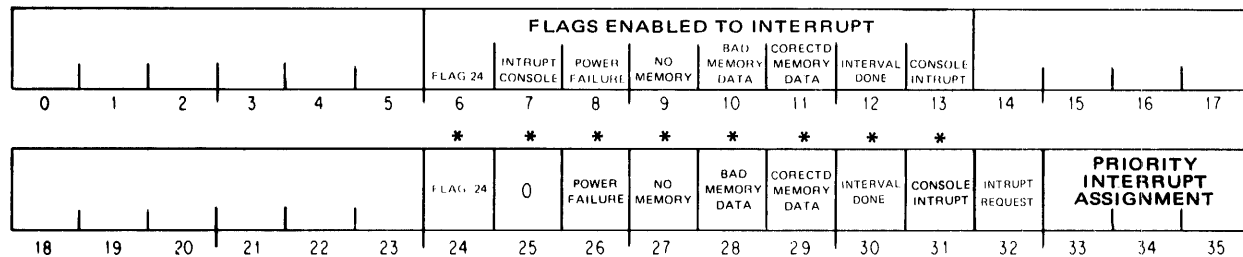 FLAGS ENABLED TO INTERRUPT
FLAG 24 INTRUPT CONSOLE POWER FAILURE NO MEMORY BAD MEMORY DATA CORECTD MEMORY DATA INTERVAL DONE CONSOLE INTRUPT
0 1 2 3 4 5 6 7 8 9 10 11 12 13 14 15 16 17
* * * * * * * *
FLAG 24 0 POWER FAILURE NO MEMORY BAD MEMORY DATA CORECTD MEMORY DATA INTERVAL DONE CONSOLE INTRUPT INTRUPT REQUEST PRIORITY INTERRUPT ASSIGNMENT
18 19 20 21 22 23 24 25 26 27 28 29 30 31 32 33 34 35